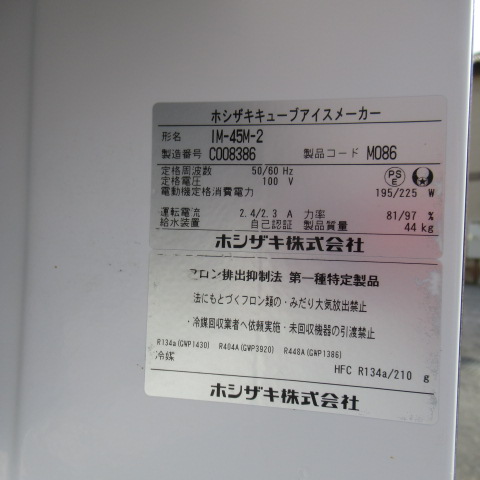 ホシザキキューブアイスメーカー
形名 IM-45M-2
製造番号 C008386 製品コード M086
定格周波数 50/60 Hz
定格電圧 100 V
電動機定格消費電力 195/225 W
PS E
運転電流 2.4/2.3 A 力率 81/97 %
給水装置 自己認証 製品質量 44 kg
ホシザキ株式会社
フロン排出抑制法 第一種特定製品
法にもとづくフロン類の・みだり大気放出禁止
・冷媒回収業者へ依頼実施・未回収機器の引渡禁止
R134a(GWP1430) R404A(GWP3920) R448A(GWP1386)
冷媒 HFC R134a/210 g
ホシザキ株式会社